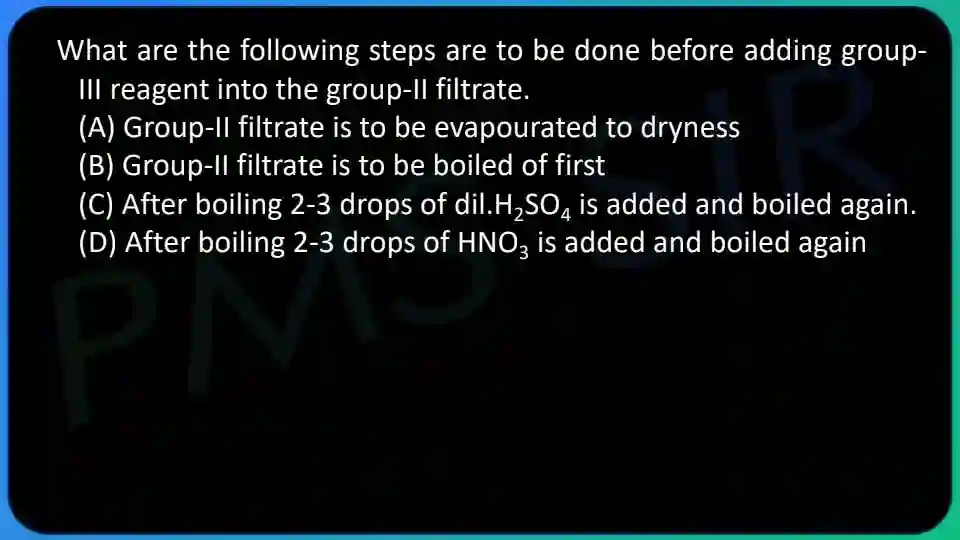 What are the following steps are to be done before adding group-
III reagent into the group-II filtrate.
(A) Group-II filtrate is to be evapourated to dryness
(B) Group-II filtrate is to be boiled of first
(C) After boiling 2-3 drops of dil.H₂SO₄ is added and boiled again.
(D) After boiling 2-3 drops of HNO₃ is added and boiled again
PMS SIR